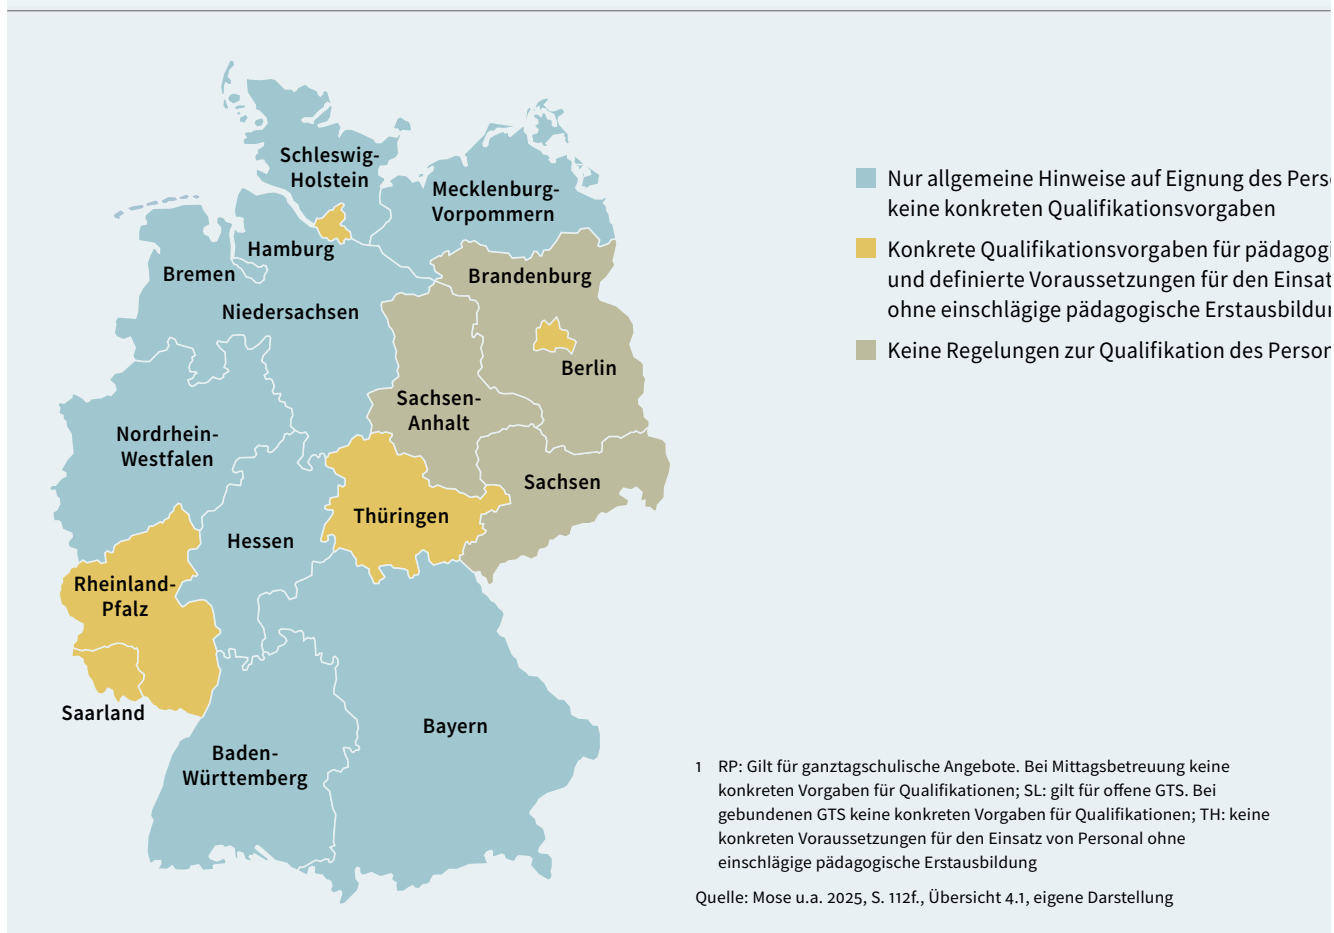 Schleswig-
Holstein
Mecklenburg-
Vorpommern
Hamburg
Bremen
Niedersachsen
Brandenburg
Berlin
Sachsen-
Anhalt
Nordrhein-
Westfalen
Sachsen
Thüringen
Hessen
Rheinland-
Pfalz
Saarland
Bayern
Baden-
Württemberg
Nur allgemeine Hinweise auf Eignung des
keine konkreten Qualifikationsvorgaben
Konkrete Qualifikationsvorgaben für
und definierte Voraussetzungen für den
ohne einschlägige pädagogische
Keine Regelungen zur Qualifikation des
1 RP: Gilt für ganztagschulische Angebote. Bei Mittagsbetreuung keine
konkreten Vorgaben für Qualifikationen; SL: gilt für offene GTS. Bei
gebundenen GTS keine konkreten Vorgaben für Qualifikationen; TH: keine
konkreten Voraussetzungen für den Einsatz von Personal ohne
einschlägige pädagogische Erstausbildung
Quelle: Mose u.a. 2025, S. 112f., Übersicht 4.1, eigene Darstellung